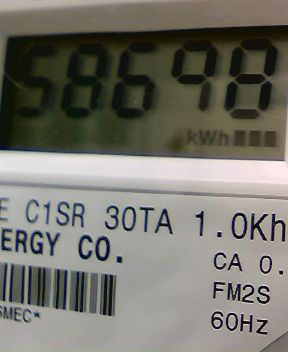 58698
kWh
E C1SR 30TA 1.0Kh
ERGY CO.
CA 0.
FM2S
60Hz
SMEC*